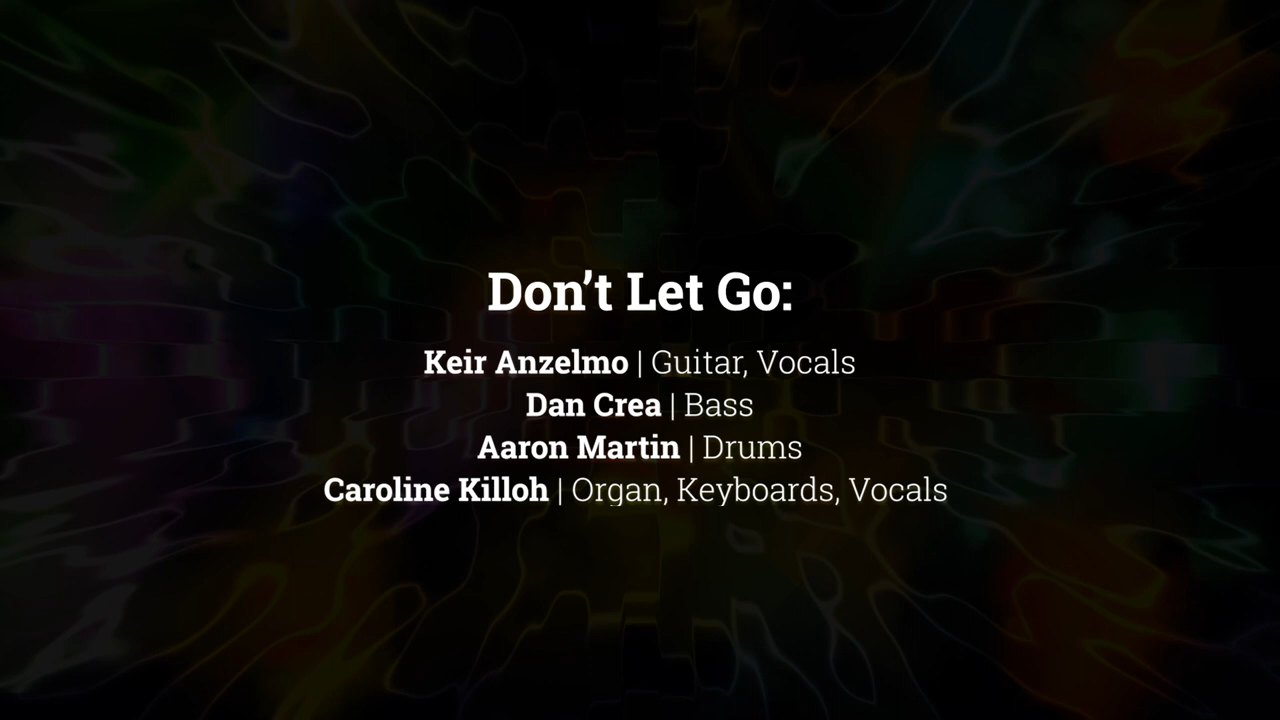 Don’t Let Go:
Keir Anzelmo | Guitar, Vocals
Dan Crea | Bass
Aaron Martin | Drums
Caroline Killoh | Organ, Keyboards, Vocals